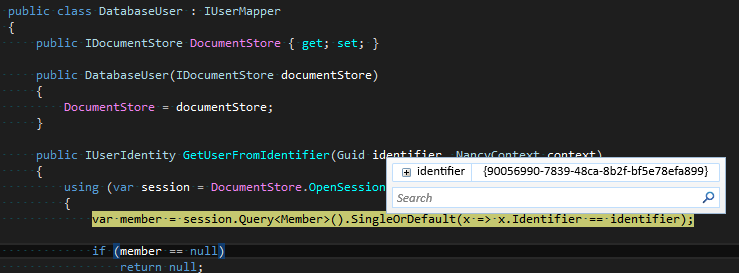 public class DatabaseUser : IUserMapper
{
public IDocumentStore DocumentStore { get; set; }
public DatabaseUser(IDocumentStore documentStore)
{
DocumentStore = documentStore;
}
public IUserIdentity GetUserFromIdentifier(Guid identifier, NancyContext context)
{
identifier {90056990-7839-48ca-8b2f-bf5e78efa899}
using (var session = DocumentStore.OpenSession
Search
{
var member = session.Query<Member>().SingleOrDefault(x => x.Identifier == identifier);
if (member == null)
return null;